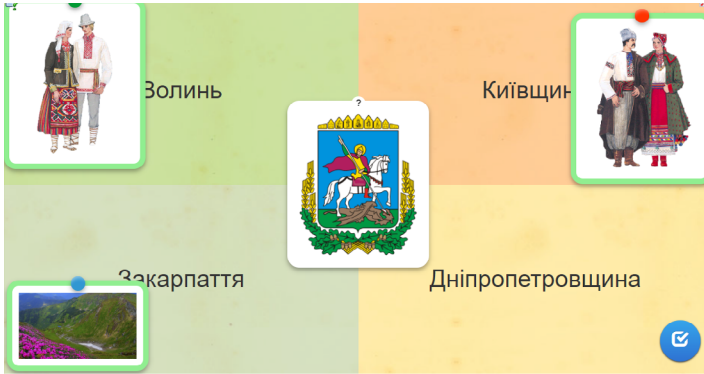 Волинь
Київщин
?
Закарпаття
Дніпропетровщина